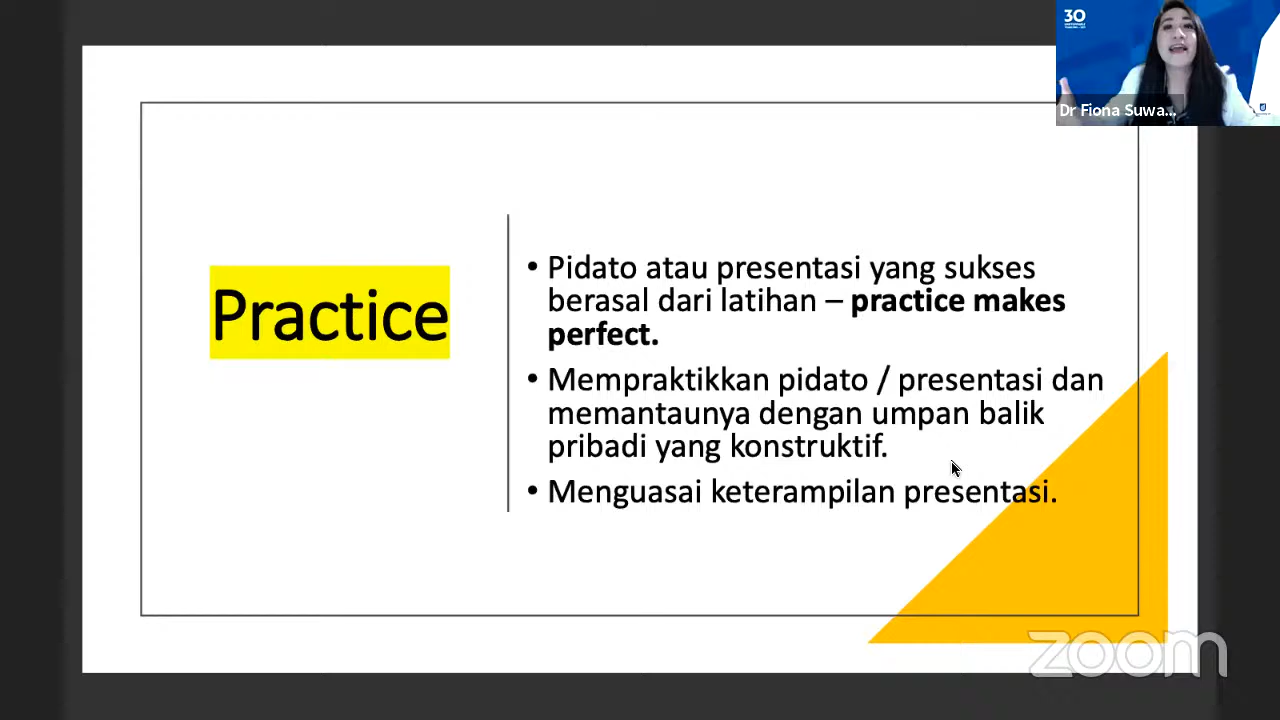 30
Dr Fiona Suwa...
Practice
• Pidato atau presentasi yang sukses
berasal dari latihan – practice makes
perfect.
• Mempraktikkan pidato / presentasi dan
memantaunya dengan umpan balik
pribadi yang konstruktif.
• Menguasai keterampilan presentasi.
zoom